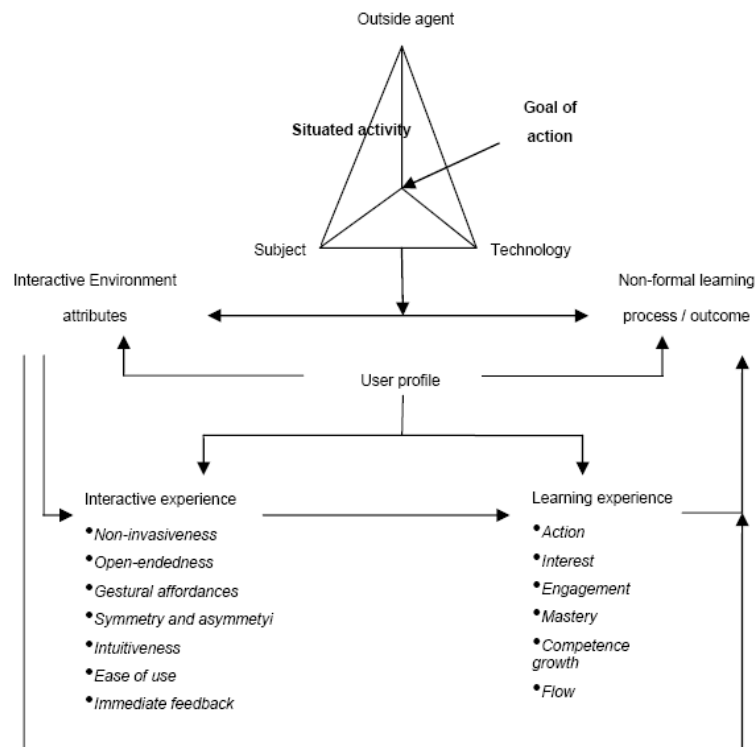 Outside agent
Goal of
action
Situated activity
Subject
Technology
Interactive Environment
attributes
Non-formal learning
process / outcome
User profile
Interactive experience
•Non-invasiveness
•Open-endedness
•Gestural affordances
•Symmetry and asymmetyi
•Intuitiveness
•Ease of use
•Immediate feedback
Learning experience
•Action
•Interest
•Engagement
•Mastery
•Competence
growth
•Flow